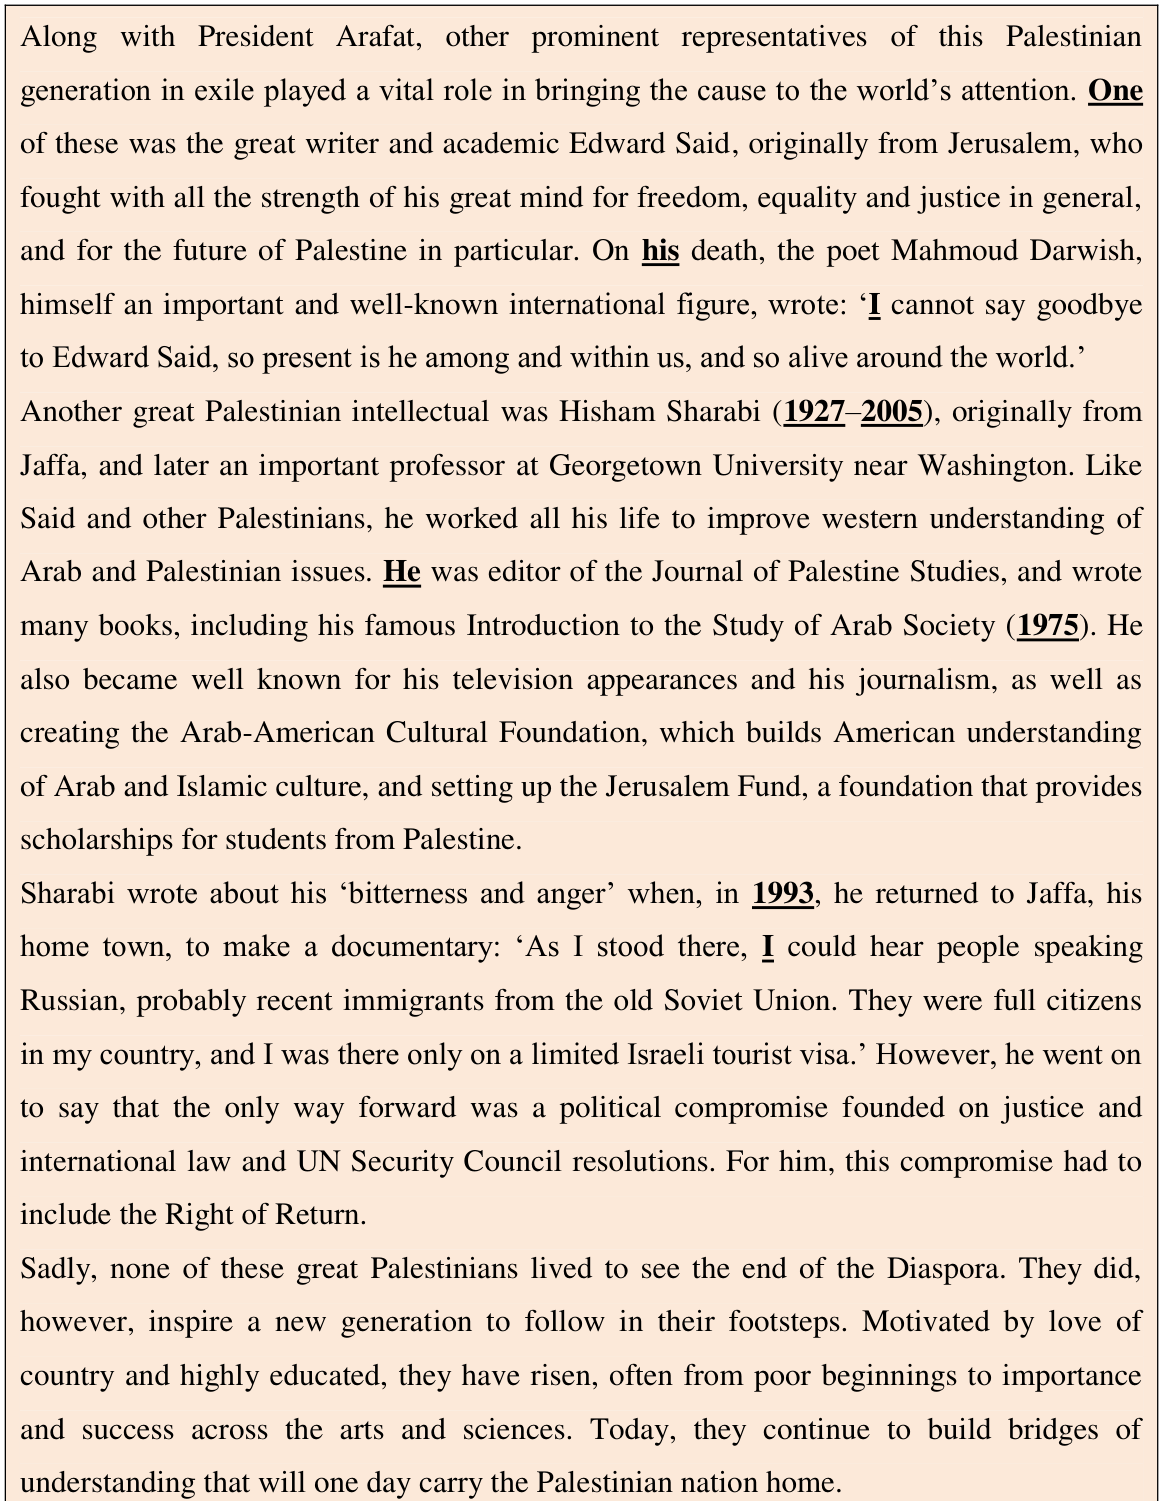 Along with President Arafat, other prominent representatives of this Palestinian
generation in exile played a vital role in bringing the cause to the world’s attention. One
of these was the great writer and academic Edward Said, originally from Jerusalem, who
fought with all the strength of his great mind for freedom, equality and justice in general,
and for the future of Palestine in particular. On his death, the poet Mahmoud Darwish,
himself an important and well-known international figure, wrote: ‘I cannot say goodbye
to Edward Said, so present is he among and within us, and so alive around the world.’
Another great Palestinian intellectual was Hisham Sharabi (1927–2005), originally from
Jaffa, and later an important professor at Georgetown University near Washington. Like
Said and other Palestinians, he worked all his life to improve western understanding of
Arab and Palestinian issues. He was editor of the Journal of Palestine Studies, and wrote
many books, including his famous Introduction to the Study of Arab Society (1975). He
also became well known for his television appearances and his journalism, as well as
creating the Arab-American Cultural Foundation, which builds American understanding
of Arab and Islamic culture, and setting up the Jerusalem Fund, a foundation that provides
scholarships for students from Palestine.
Sharabi wrote about his ‘bitterness and anger’ when, in 1993, he returned to Jaffa, his
home town, to make a documentary: ‘As I stood there, I could hear people speaking
Russian, probably recent immigrants from the old Soviet Union. They were full citizens
in my country, and I was there only on a limited Israeli tourist visa.’ However, he went on
to say that the only way forward was a political compromise founded on justice and
international law and UN Security Council resolutions. For him, this compromise had to
include the Right of Return.
Sadly, none of these great Palestinians lived to see the end of the Diaspora. They did,
however, inspire a new generation to follow in their footsteps. Motivated by love of
country and highly educated, they have risen, often from poor beginnings to importance
and success across the arts and sciences. Today, they continue to build bridges of
understanding that will one day carry the Palestinian nation home.